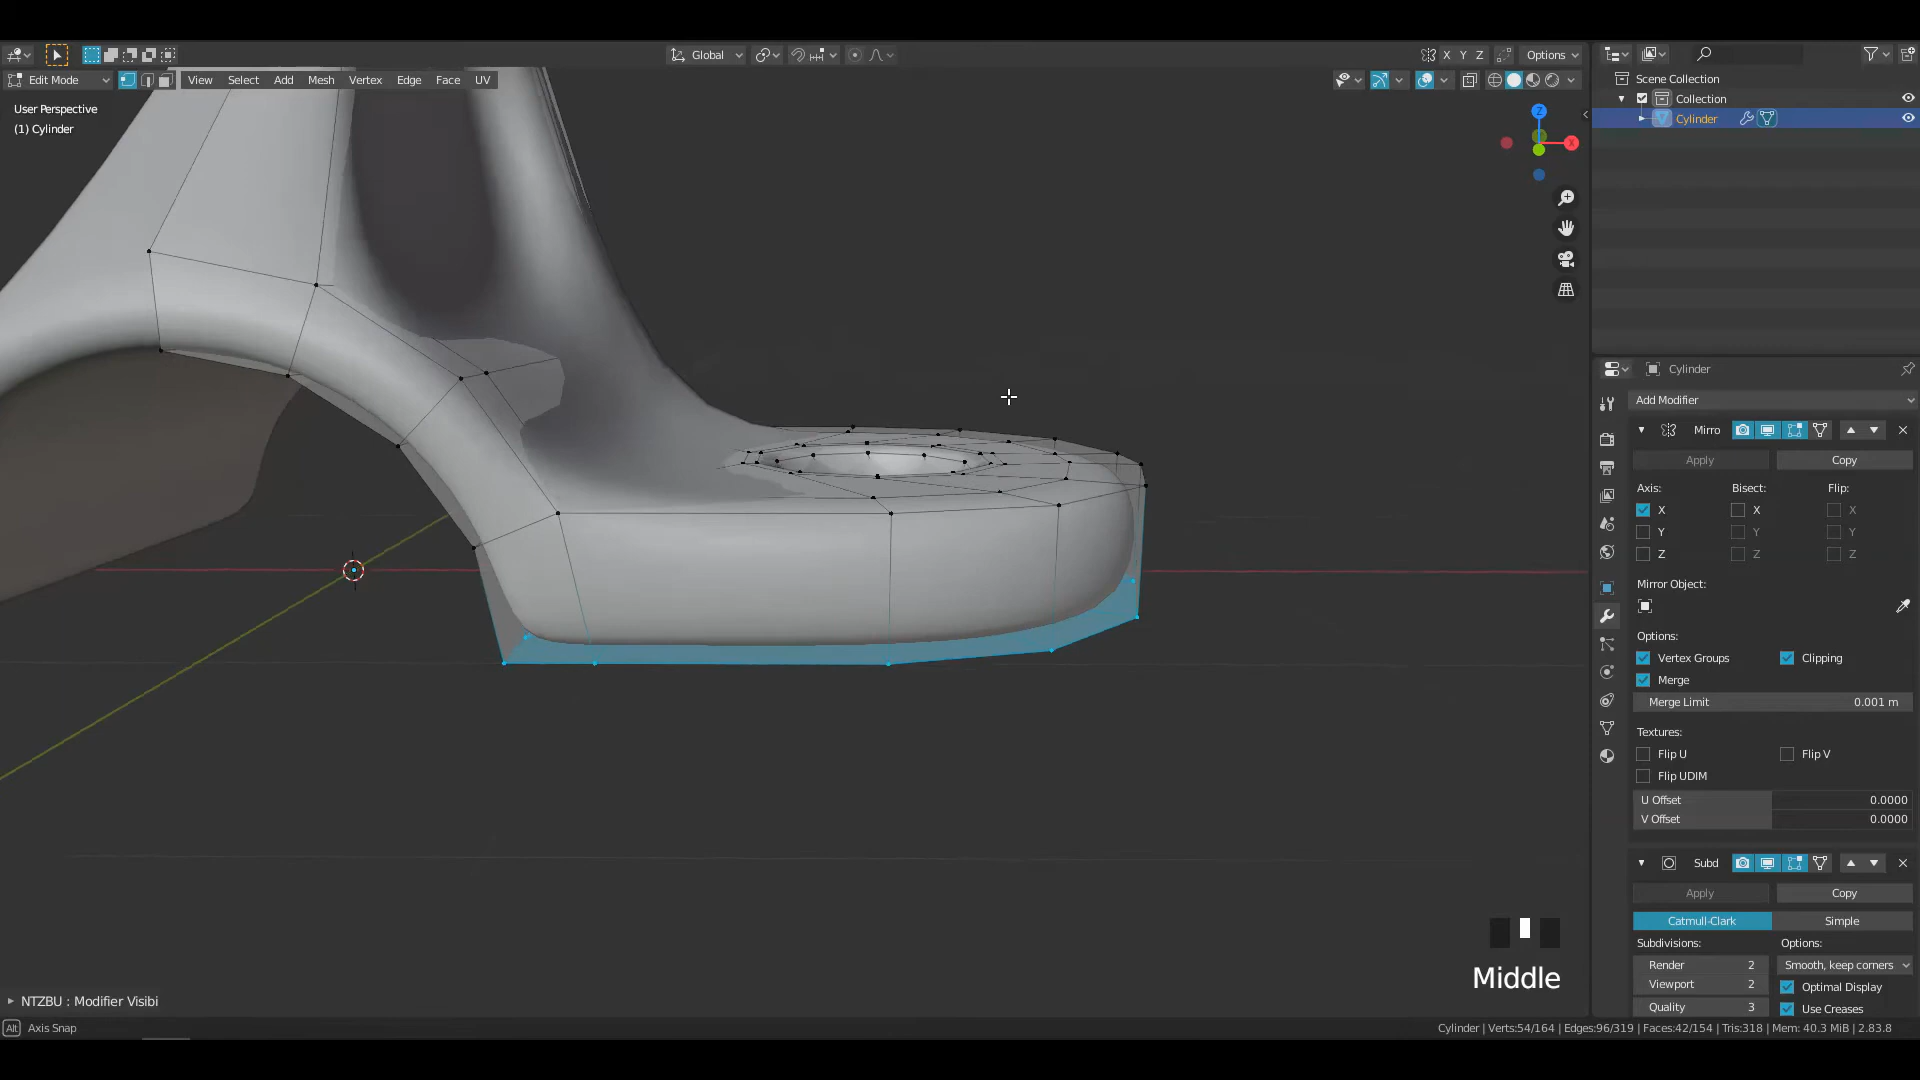 Global
X Y Z
Options
Edit Mode
View Select Add Mesh Vertex Edge Face UV
User Perspective
(1) Cylinder
Z
X
Scene Collection
Collection
Cylinder
Cylinder
Add Modifier
Mirro
Apply
Copy
Axis: Bisect: Flip:
X X X
Y Y Y
Z Z Z
Mirror Object:
Options:
Vertex Groups Clipping
Merge
Merge Limit 0.001 m
Textures:
Flip U Flip V
Flip UDIM
U Offset 0.0000
V Offset 0.0000
Subd
Apply Copy
Catmull-Clark Simple
Subdivisions: Options:
Render 2 Smooth, keep corners
Viewport 2 Optimal Display
Quality 3 Use Creases
Middle
NTZBU : Modifier Visibi
Alt Axis Snap
Cylinder | Verts:54/164 | Edges:96/319 | Faces:42/154 | Tris:318 | Mem: 40.3 MiB | 2.83.8